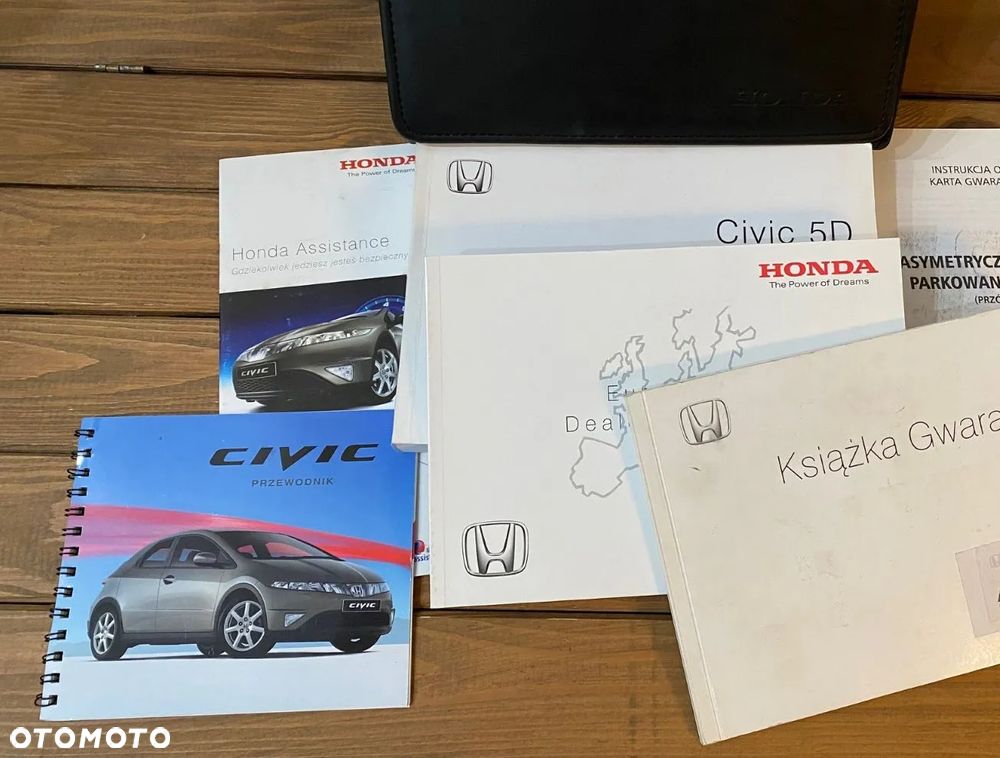 HONDA
The Power of Dreams
Honda Assistance
Gdziekolwiek jedziesz jesteś bezpieczny
CIVIC
Civic 5D
HONDA
The Power of Dreams
Deal
INSTRUKCJA O
KARTA GWARA
ASYMETRYCZ
PARKOWAN
(PRZÓ
Książka Gwara
CIVIC
PRZEWODNIK
CIVIC
OTOMOTO